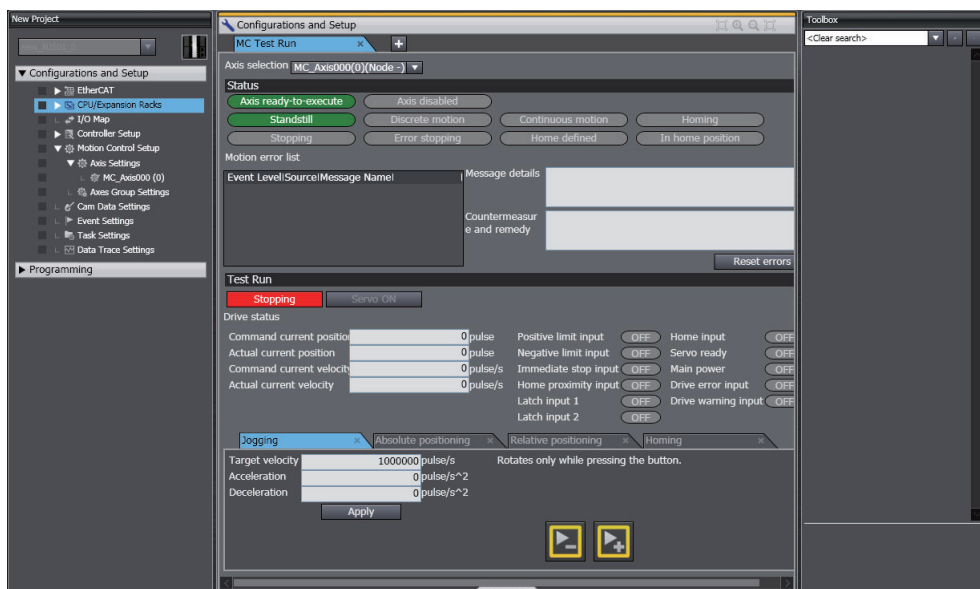 New Project
Configurations and Setup
EtherCAT
CPU/Expansion Racks
I/O Map
Controller Setup
Motion Control Setup
Axis Settings
MC_Axis000 (0)
Axes Group Settings
Cam Data Settings
Event Settings
Task Settings
Data Trace Settings
Programming
Configurations and Setup
MC Test Run
Axis selection MC_Axis000(0)(Node -)
Status
Axis ready-to-execute Axis disabled
Standstill Discrete motion Continuous motion Homing
Stopping Error stopping Home defined In home position
Motion error list
Event Level|Source|Message Name|
Message details
Countermeasur
e and remedy
Reset errors
Test Run
Stopping Servo ON
Drive status
Command current positio 0 pulse Positive limit input OFF Home input OFF
Actual current position 0 pulse Negative limit input OFF Servo ready OFF
Command current velocit 0 pulse/s Immediate stop input OFF Main power OFF
Actual current velocity 0 pulse/s Home proximity input OFF Drive error input OFF
Latch input 1 OFF Drive warning input OFF
Latch input 2 OFF
Jogging Absolute positioning Relative positioning Homing
Target velocity 1000000 pulse/s Rotates only while pressing the button.
Acceleration 0 pulse/s^2
Deceleration 0 pulse/s^2
Apply
Toolbox
<Clear search>